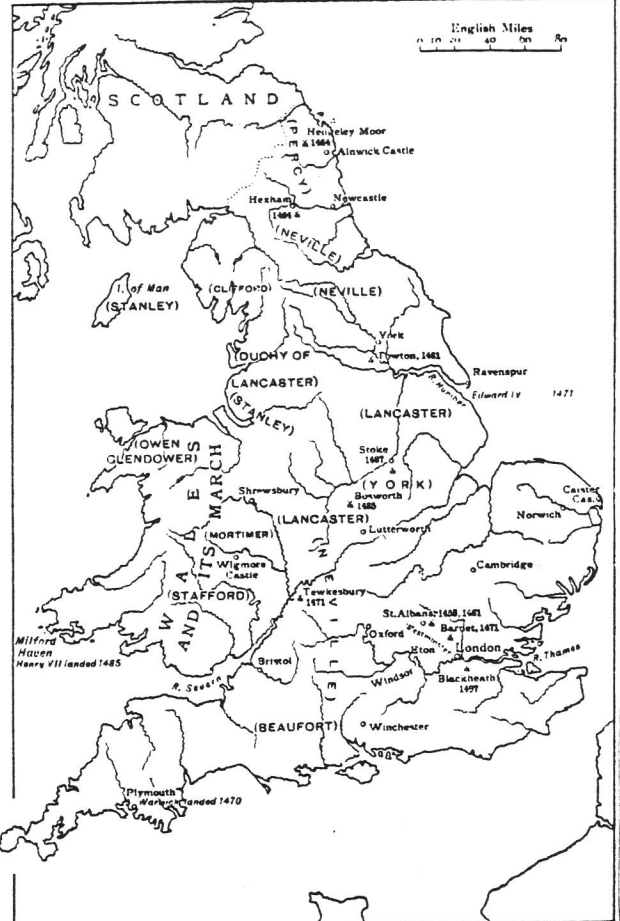 English Miles
0 10 20 40 60 80
SCOTLAND
(PERCY)
Hedgeley Moor
1464
Alnwick Castle
Hexham
1464
Newcastle
(NEVILLE)
I. of Man
(STANLEY)
(CLIFFORD)
(NEVILLE)
York
Towton, 1461
(DUCHY OF
LANCASTER)
(STANLEY)
R. Humber
Ravenspur
Edward IV 1471
(LANCASTER)
(OWEN
GLENDOWER)
Stoke
1487
(YORK)
WALES
AND ITS MARCH
Shrewsbury
Bosworth
1485
(LANCASTER)
Lutterworth
Norwich
Caister
Cas.
(MORTIMER)
Wigmore
Castle
Cambridge
(STAFFORD)
Tewkesbury
1471
(NEVILLE)
St. Albans, 1455, 1461
Barnet, 1471
Westminster
Oxford
Eton
London
R. Thames
Milford
Haven
Henry VII landed 1485
Bristol
Windsor
Blackheath
1497
R. Severn
(BEAUFORT)
Winchester
Plymouth
Warwick landed 1470